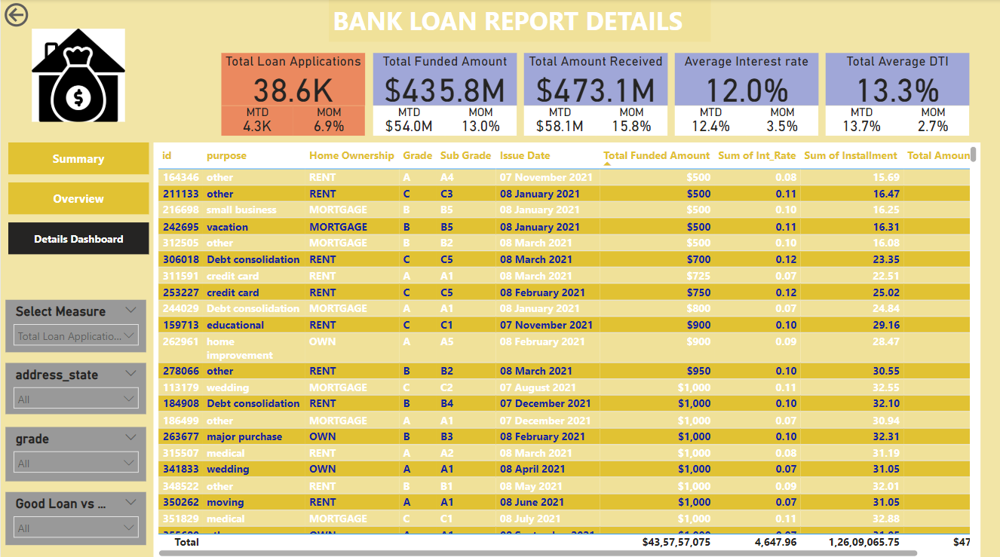 BANK LOAN REPORT DETAILS
$
Total Loan Applications
38.6K
MTD MOM
4.3K 6.9%
Total Funded Amount
$435.8M
MTD MOM
$54.0M 13.0%
Total Amount Received
$473.1M
MTD MOM
$58.1M 15.8%
Average Interest rate
12.0%
MTD MOM
12.4% 3.5%
Total Average DTI
13.3%
MTD MOM
13.7% 2.7%
Summary
Overview
Details Dashboard
Select Measure
Total Loan Applicatio...
address_state
All
grade
All
Good Loan vs ...
All
id purpose Home Ownership Grade Sub Grade Issue Date Total Funded Amount Sum of Int_Rate Sum of Installment Total Amoun
164346 other RENT A A4 07 November 2021 $500 0.08 15.69
211133 other RENT C C3 08 January 2021 $500 0.11 16.47
216698 small business MORTGAGE B B5 08 January 2021 $500 0.10 16.25
242695 vacation MORTGAGE B B5 08 January 2021 $500 0.11 16.31
312505 other MORTGAGE B B2 08 March 2021 $500 0.10 16.08
306018 Debt consolidation RENT C C5 08 March 2021 $700 0.12 23.35
311591 credit card RENT A A1 08 March 2021 $725 0.07 22.51
253227 credit card RENT C C5 08 February 2021 $750 0.12 25.02
244029 Debt consolidation MORTGAGE A A1 08 January 2021 $800 0.07 24.84
159713 educational RENT C C1 07 November 2021 $900 0.10 29.16
262961 home OWN A A5 08 February 2021 $900 0.09 28.47
improvement
278066 other RENT B B2 08 March 2021 $950 0.10 30.55
113179 wedding MORTGAGE C C2 07 August 2021 $1,000 0.11 32.55
184908 Debt consolidation RENT B B4 07 December 2021 $1,000 0.10 32.10
186499 other MORTGAGE A A1 07 December 2021 $1,000 0.07 30.94
263677 major purchase OWN B B3 08 February 2021 $1,000 0.10 32.31
315507 medical RENT A A2 08 March 2021 $1,000 0.08 31.19
341833 wedding OWN A A1 08 April 2021 $1,000 0.07 31.05
348522 other RENT B B1 08 May 2021 $1,000 0.09 32.01
350262 moving RENT A A1 08 June 2021 $1,000 0.07 31.05
351829 medical MORTGAGE C C1 08 July 2021 $1,000 0.11 32.88
Total $43,57,57,075 4,647.96 1,26,09,065.75 $47